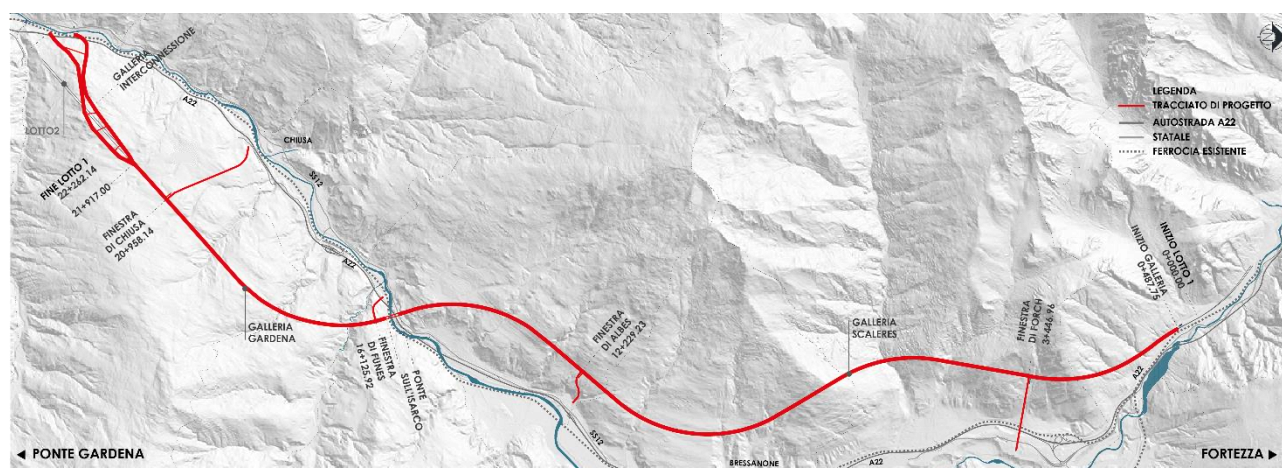 GALLERIA
INTERCONNESSIONE
A22
LOTTO2
CHIUSA
SS12
FINE LOTTO 1
22+262.14
21+917.00
FINESTRA
DI CHIUSA
20+958.14
A22
GALLERIA
GARDENA
FINESTRA
DI FUNES
16+125.92
PONTE
SULL'ISARCO
FINESTRA
DI ALBES
12+229.23
SS12
BRESSANONE
GALLERIA
SCALERES
A22
FINESTRA
DI FORCH
3+446.96
INIZIO LOTTO 1
0+000.00
INIZIO GALLERIA
0+487.75
A22
LEGENDA
TRACCIATO DI PROGETTO
AUTOSTRADA A22
STATALE
FERROCIA ESISTENTE
◄ PONTE GARDENA
FORTEZZA ►